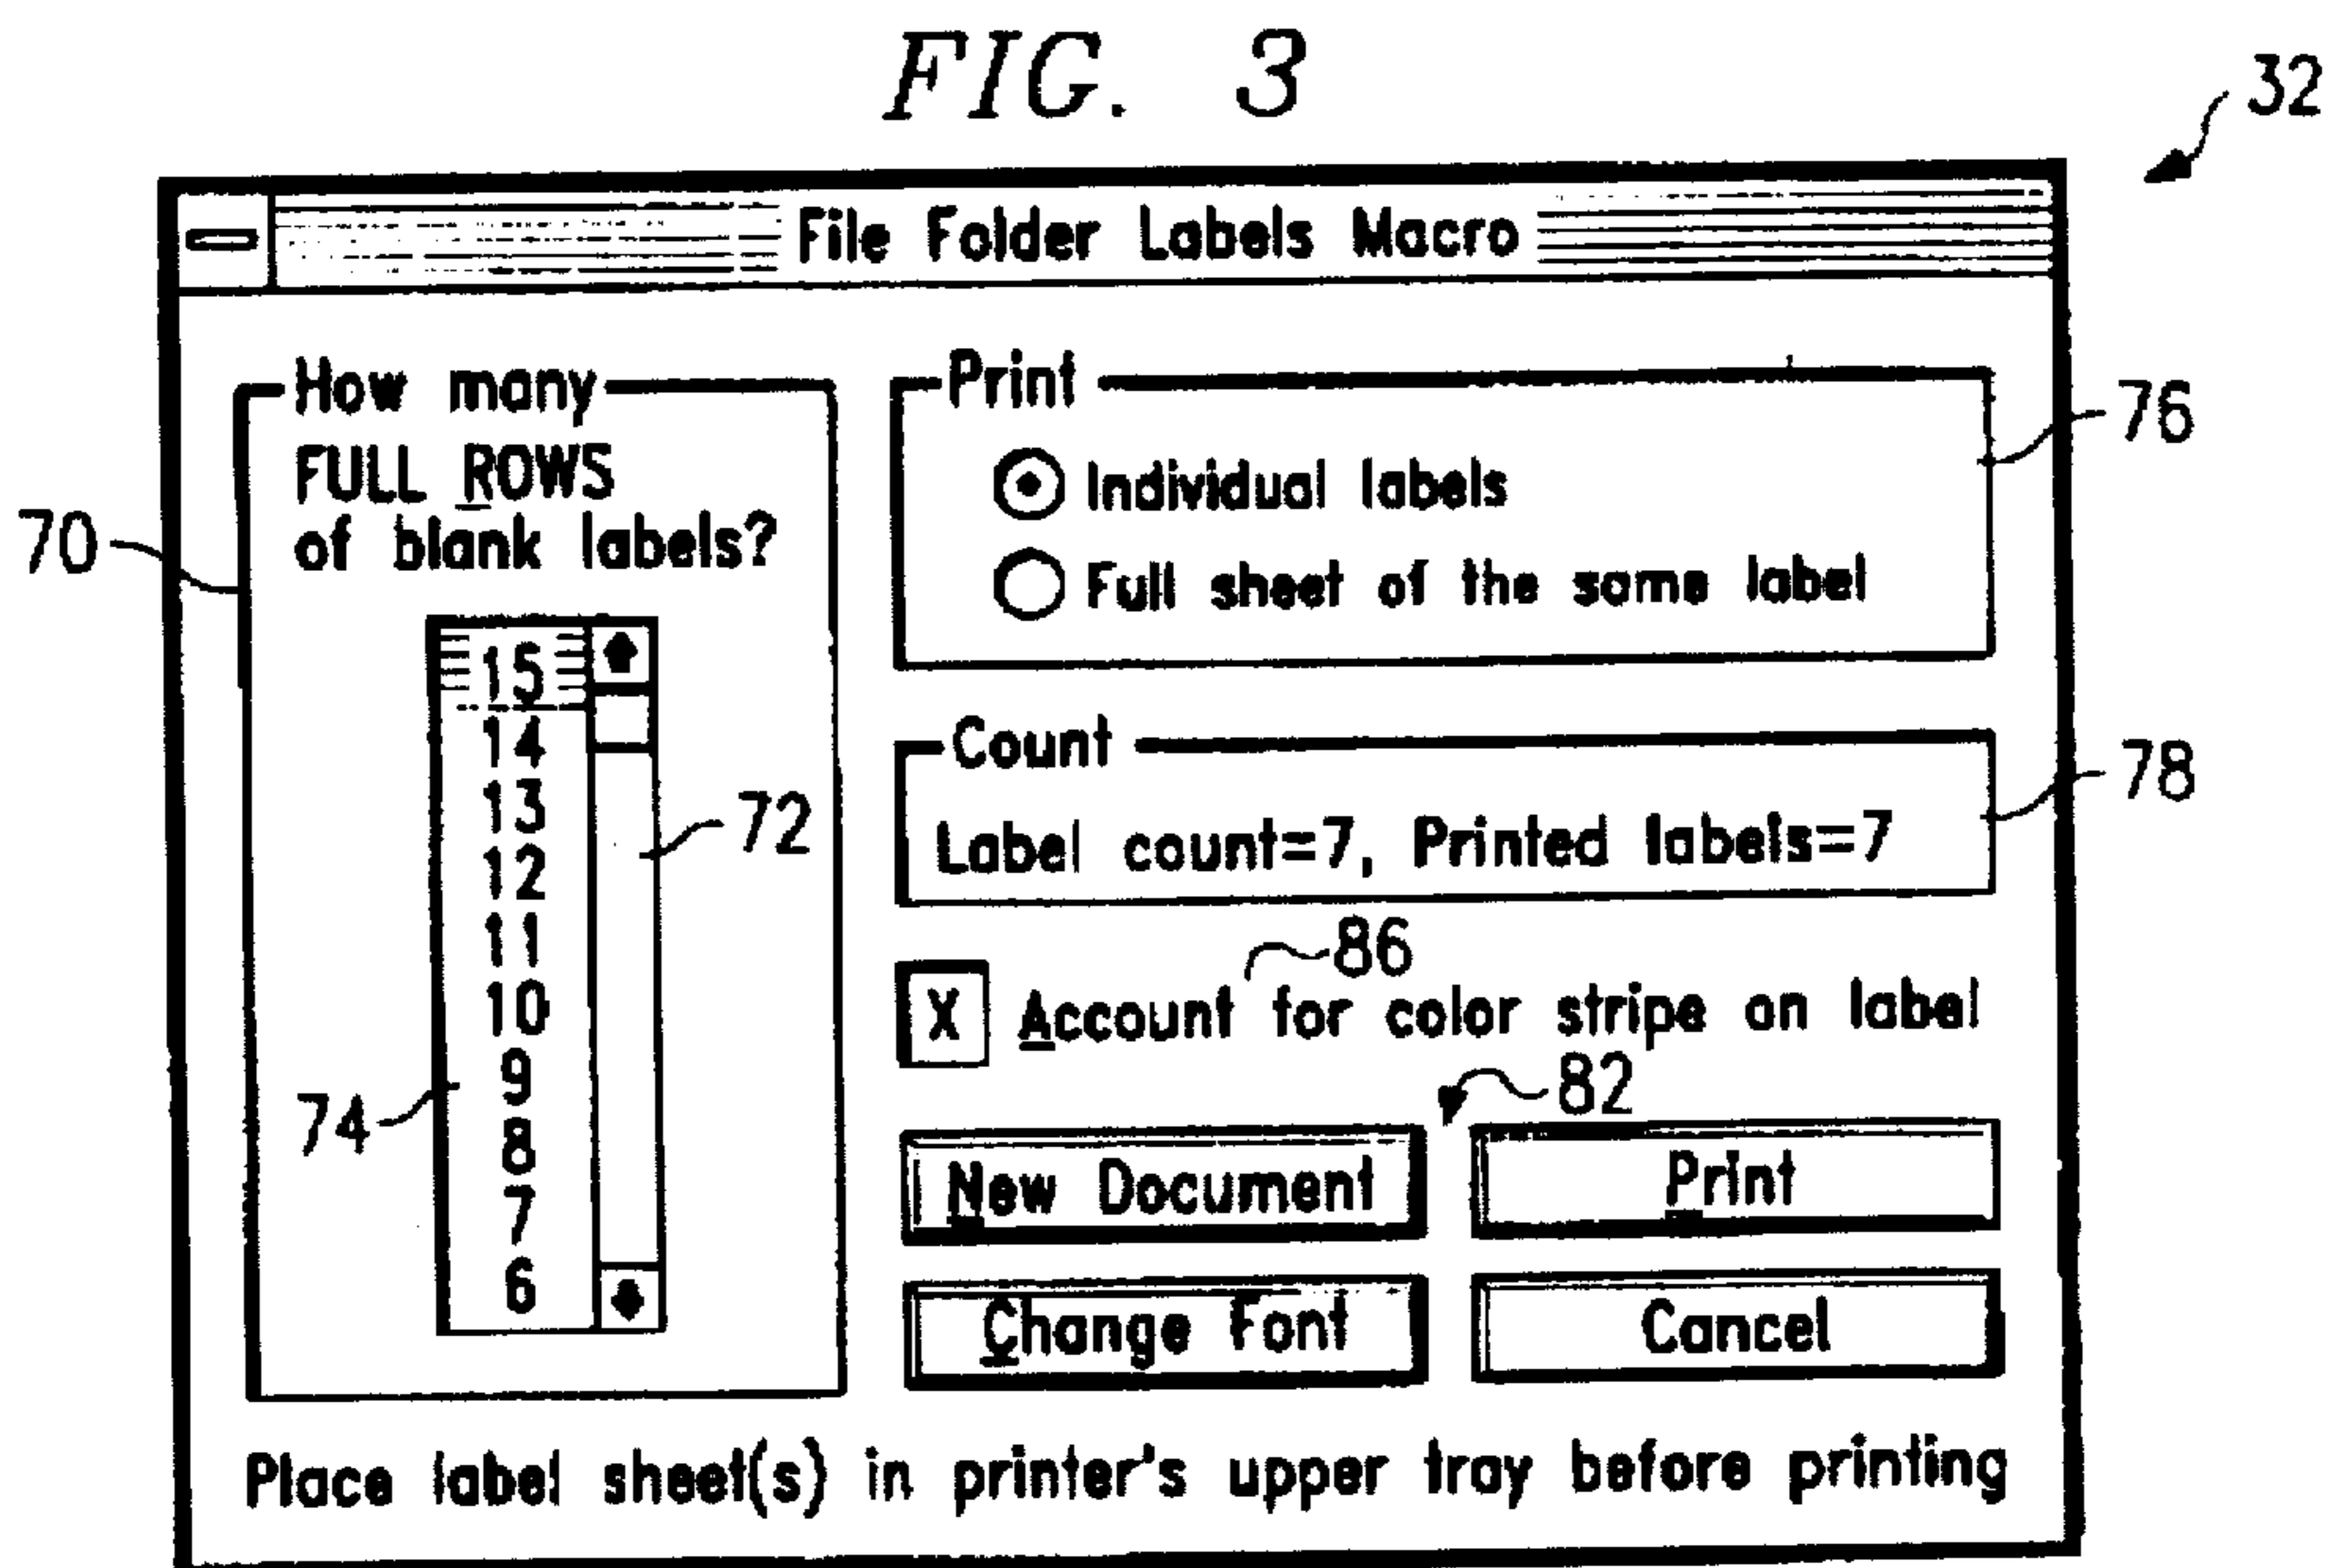 FIG. 3
32
File Folder Labels Macro
How many
FULL ROWS
of blank labels?
70
15
14
13
12
11
10
9
8
7
6
72
74
Print
Individual labels
Full sheet of the same label
76
Count
Label count=7, Printed labels=7
78
86
X Account for color stripe on label
82
New Document
Print
Change Font
Cancel
Place label sheet(s) in printer's upper tray before printing